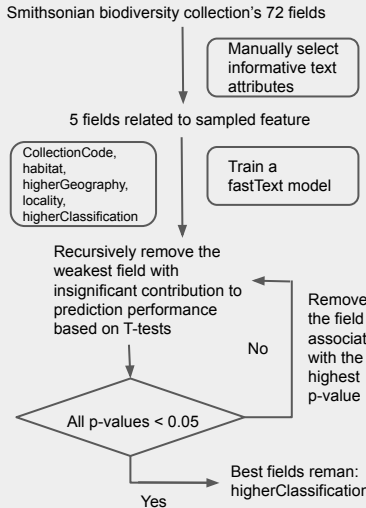 Smithsonian biodiversity collection's 72 fields
Manually select
informative text
attributes
5 fields related to sampled feature
CollectionCode,
habitat,
higherGeography,
locality,
higherClassification
Train a
fastText model
Recursively remove the
weakest field with
insignificant contribution to
prediction performance
based on T-tests
Remove
the field
associat
with the
highest
p-value
No
All p-values < 0.05
Yes
Best fields reman:
higherClassification